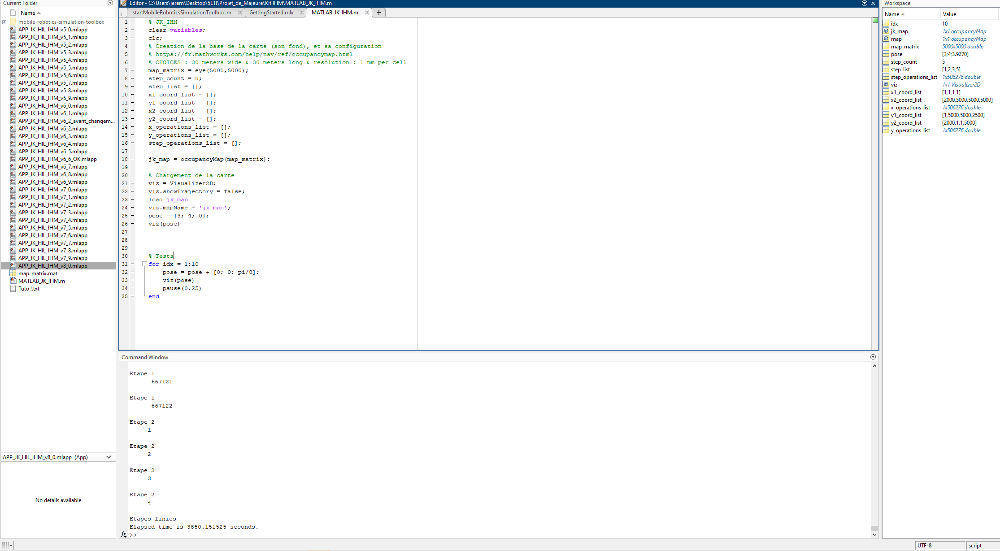 Current Folder
Name
mobile-robotics-simulation-toolbox
APP_JK_HIL_IHM_v5_0.mlapp
APP_JK_HIL_IHM_v5_1.mlapp
APP_JK_HIL_IHM_v5_2.mlapp
APP_JK_HIL_IHM_v5_3.mlapp
APP_JK_HIL_IHM_v5_4.mlapp
APP_JK_HIL_IHM_v5_5.mlapp
APP_JK_HIL_IHM_v5_6.mlapp
APP_JK_HIL_IHM_v5_7.mlapp
APP_JK_HIL_IHM_v5_8.mlapp
APP_JK_HIL_IHM_v5_9.mlapp
APP_JK_HIL_IHM_v6_0.mlapp
APP_JK_HIL_IHM_v6_1.mlapp
APP_JK_HIL_IHM_v6_2_avant_changem...
APP_JK_HIL_IHM_v6_2.mlapp
APP_JK_HIL_IHM_v6_3.mlapp
APP_JK_HIL_IHM_v6_4.mlapp
APP_JK_HIL_IHM_v6_5.mlapp
APP_JK_HIL_IHM_v6_6_OK.mlapp
APP_JK_HIL_IHM_v6_7.mlapp
APP_JK_HIL_IHM_v6_8.mlapp
APP_JK_HIL_IHM_v6_9.mlapp
APP_JK_HIL_IHM_v7_0.mlapp
APP_JK_HIL_IHM_v7_1.mlapp
APP_JK_HIL_IHM_v7_2.mlapp
APP_JK_HIL_IHM_v7_3.mlapp
APP_JK_HIL_IHM_v7_4.mlapp
APP_JK_HIL_IHM_v7_5.mlapp
APP_JK_HIL_IHM_v7_6.mlapp
APP_JK_HIL_IHM_v7_7.mlapp
APP_JK_HIL_IHM_v7_8.mlapp
APP_JK_HIL_IHM_v7_9.mlapp
APP_JK_HIL_IHM_v8_0.mlapp
map_matrix.mat
MATLAB_JK_IHM.m
Tuto !.txt
APP_JK_HIL_IHM_v8_0.mlapp (App)
No details available
Editor - C:\Users\jerem\Desktop\5ETI\Projet_de_Majeure\Kit IHM\MATLAB_JK_IHM.m
startMobileRoboticsSimulationToolbox.m GettingStarted.mlx MATLAB_JK_IHM.m
1 % JK_IHM
2 – clear variables;
3 – clc;
4 % Creation de la base de la carte (son fond), et sa configuration
5 % https://fr.mathworks.com/help/nav/ref/occupancymap.html
6 % CHOICES : 30 meters wide & 30 meters long & resolution : 1 mm per cell
7 – map_matrix = eye(5000,5000);
8 – step_count = 0;
9 – step_list = [];
10 – x1_coord_list = [];
11 – y1_coord_list = [];
12 – x2_coord_list = [];
13 – y2_coord_list = [];
14 – x_operations_list = [];
15 – y_operations_list = [];
16 – step_operations_list = [];
17
18 – jk_map = occupancyMap(map_matrix);
19
20 % Chargement de la carte
21 – viz = Visualizer2D;
22 – viz.showTrajectory = false;
23 – load jk_map
24 – viz.mapName = 'jk_map';
25 – pose = [3; 4; 0];
26 – viz(pose)
27
28
29
30 % Tests
31 – for idx = 1:10
32 – pose = pose + [0; 0; pi/8];
33 – viz(pose)
34 – pause(0.25)
35 – end
Command Window
Etape 1
667121
Etape 1
667122
Etape 2
1
Etape 2
2
Etape 2
3
Etape 2
4
Etapes finies
Elapsed time is 3850.151525 seconds.
fx >>
Workspace
Name Value
idx 10
jk_map 1x1 occupancyMap
map 1x1 occupancyMap
map_matrix 5000x5000 double
pose [3;4;3.9270]
step_count 5
step_list [1,2,3,5]
step_operations_list 1x506276 double
viz 1x1 Visualizer2D
x1_coord_list [1,1,1,1]
x2_coord_list [2000,5000,5000,5000]
x_operations_list 1x506276 double
y1_coord_list [1,5000,5000,2500]
y2_coord_list [2000,1,1,5000]
y_operations_list 1x506276 double
UTF-8 script